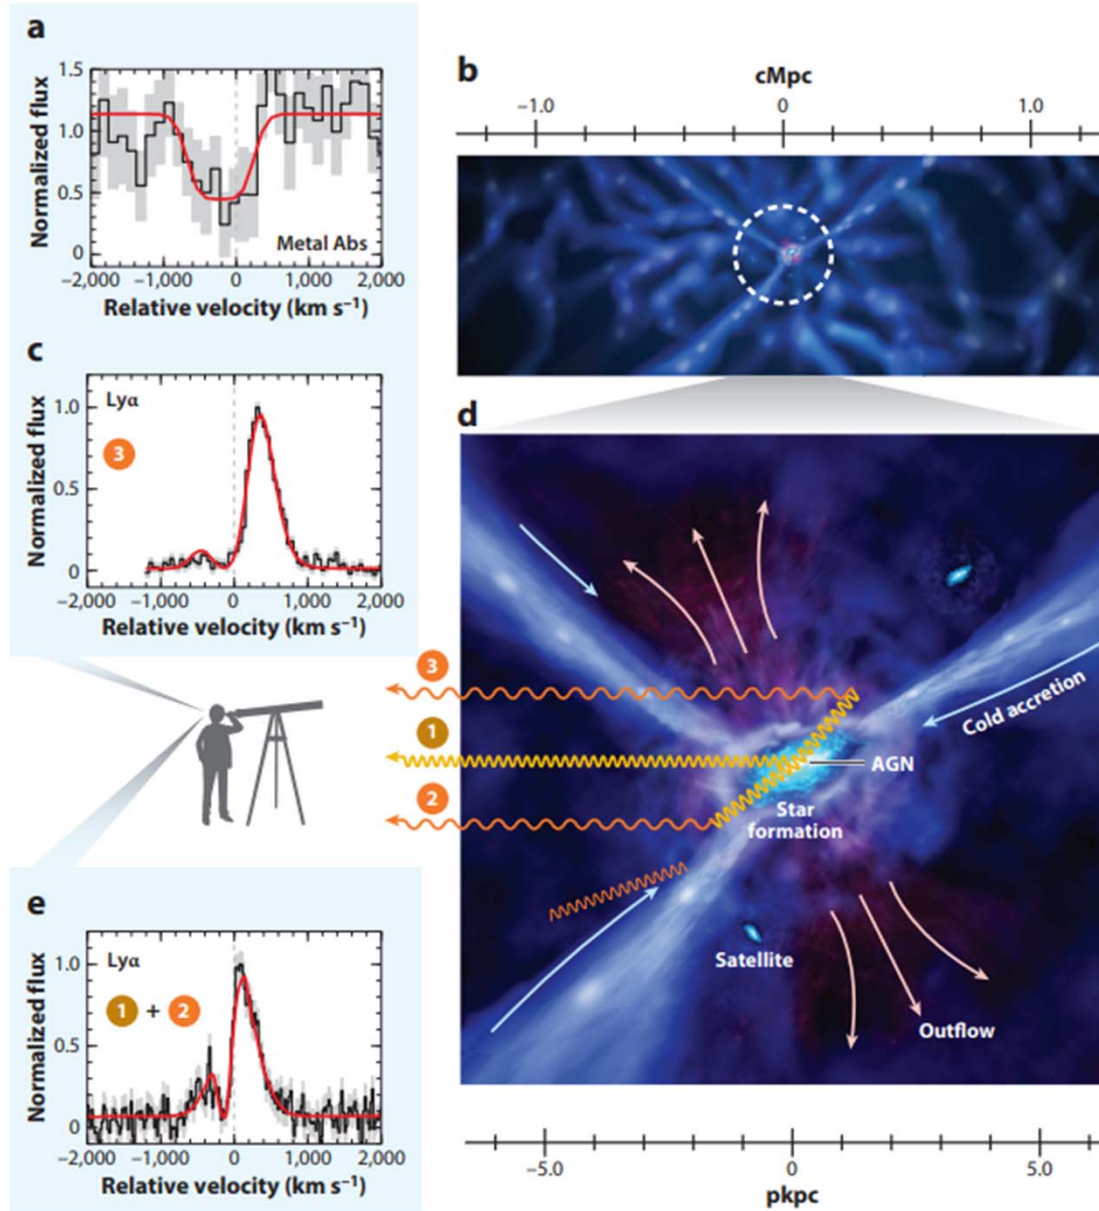 a
1.5
1.0
0.5
0
Normalized flux
Metal Abs
−2,000 −1,000 0 1,000 2,000
Relative velocity (km s⁻¹)
b
cMpc
−1.0 0 1.0
c
Lyα
3
1.0
0.5
0
Normalized flux
−2,000 −1,000 0 1,000 2,000
Relative velocity (km s⁻¹)
d
3
1
2
Cold accretion
AGN
Star
formation
Satellite
Outflow
−5.0 0 5.0
pkpc
e
Lyα
1 + 2
1.0
0.5
0
Normalized flux
−2,000 −1,000 0 1,000 2,000
Relative velocity (km s⁻¹)